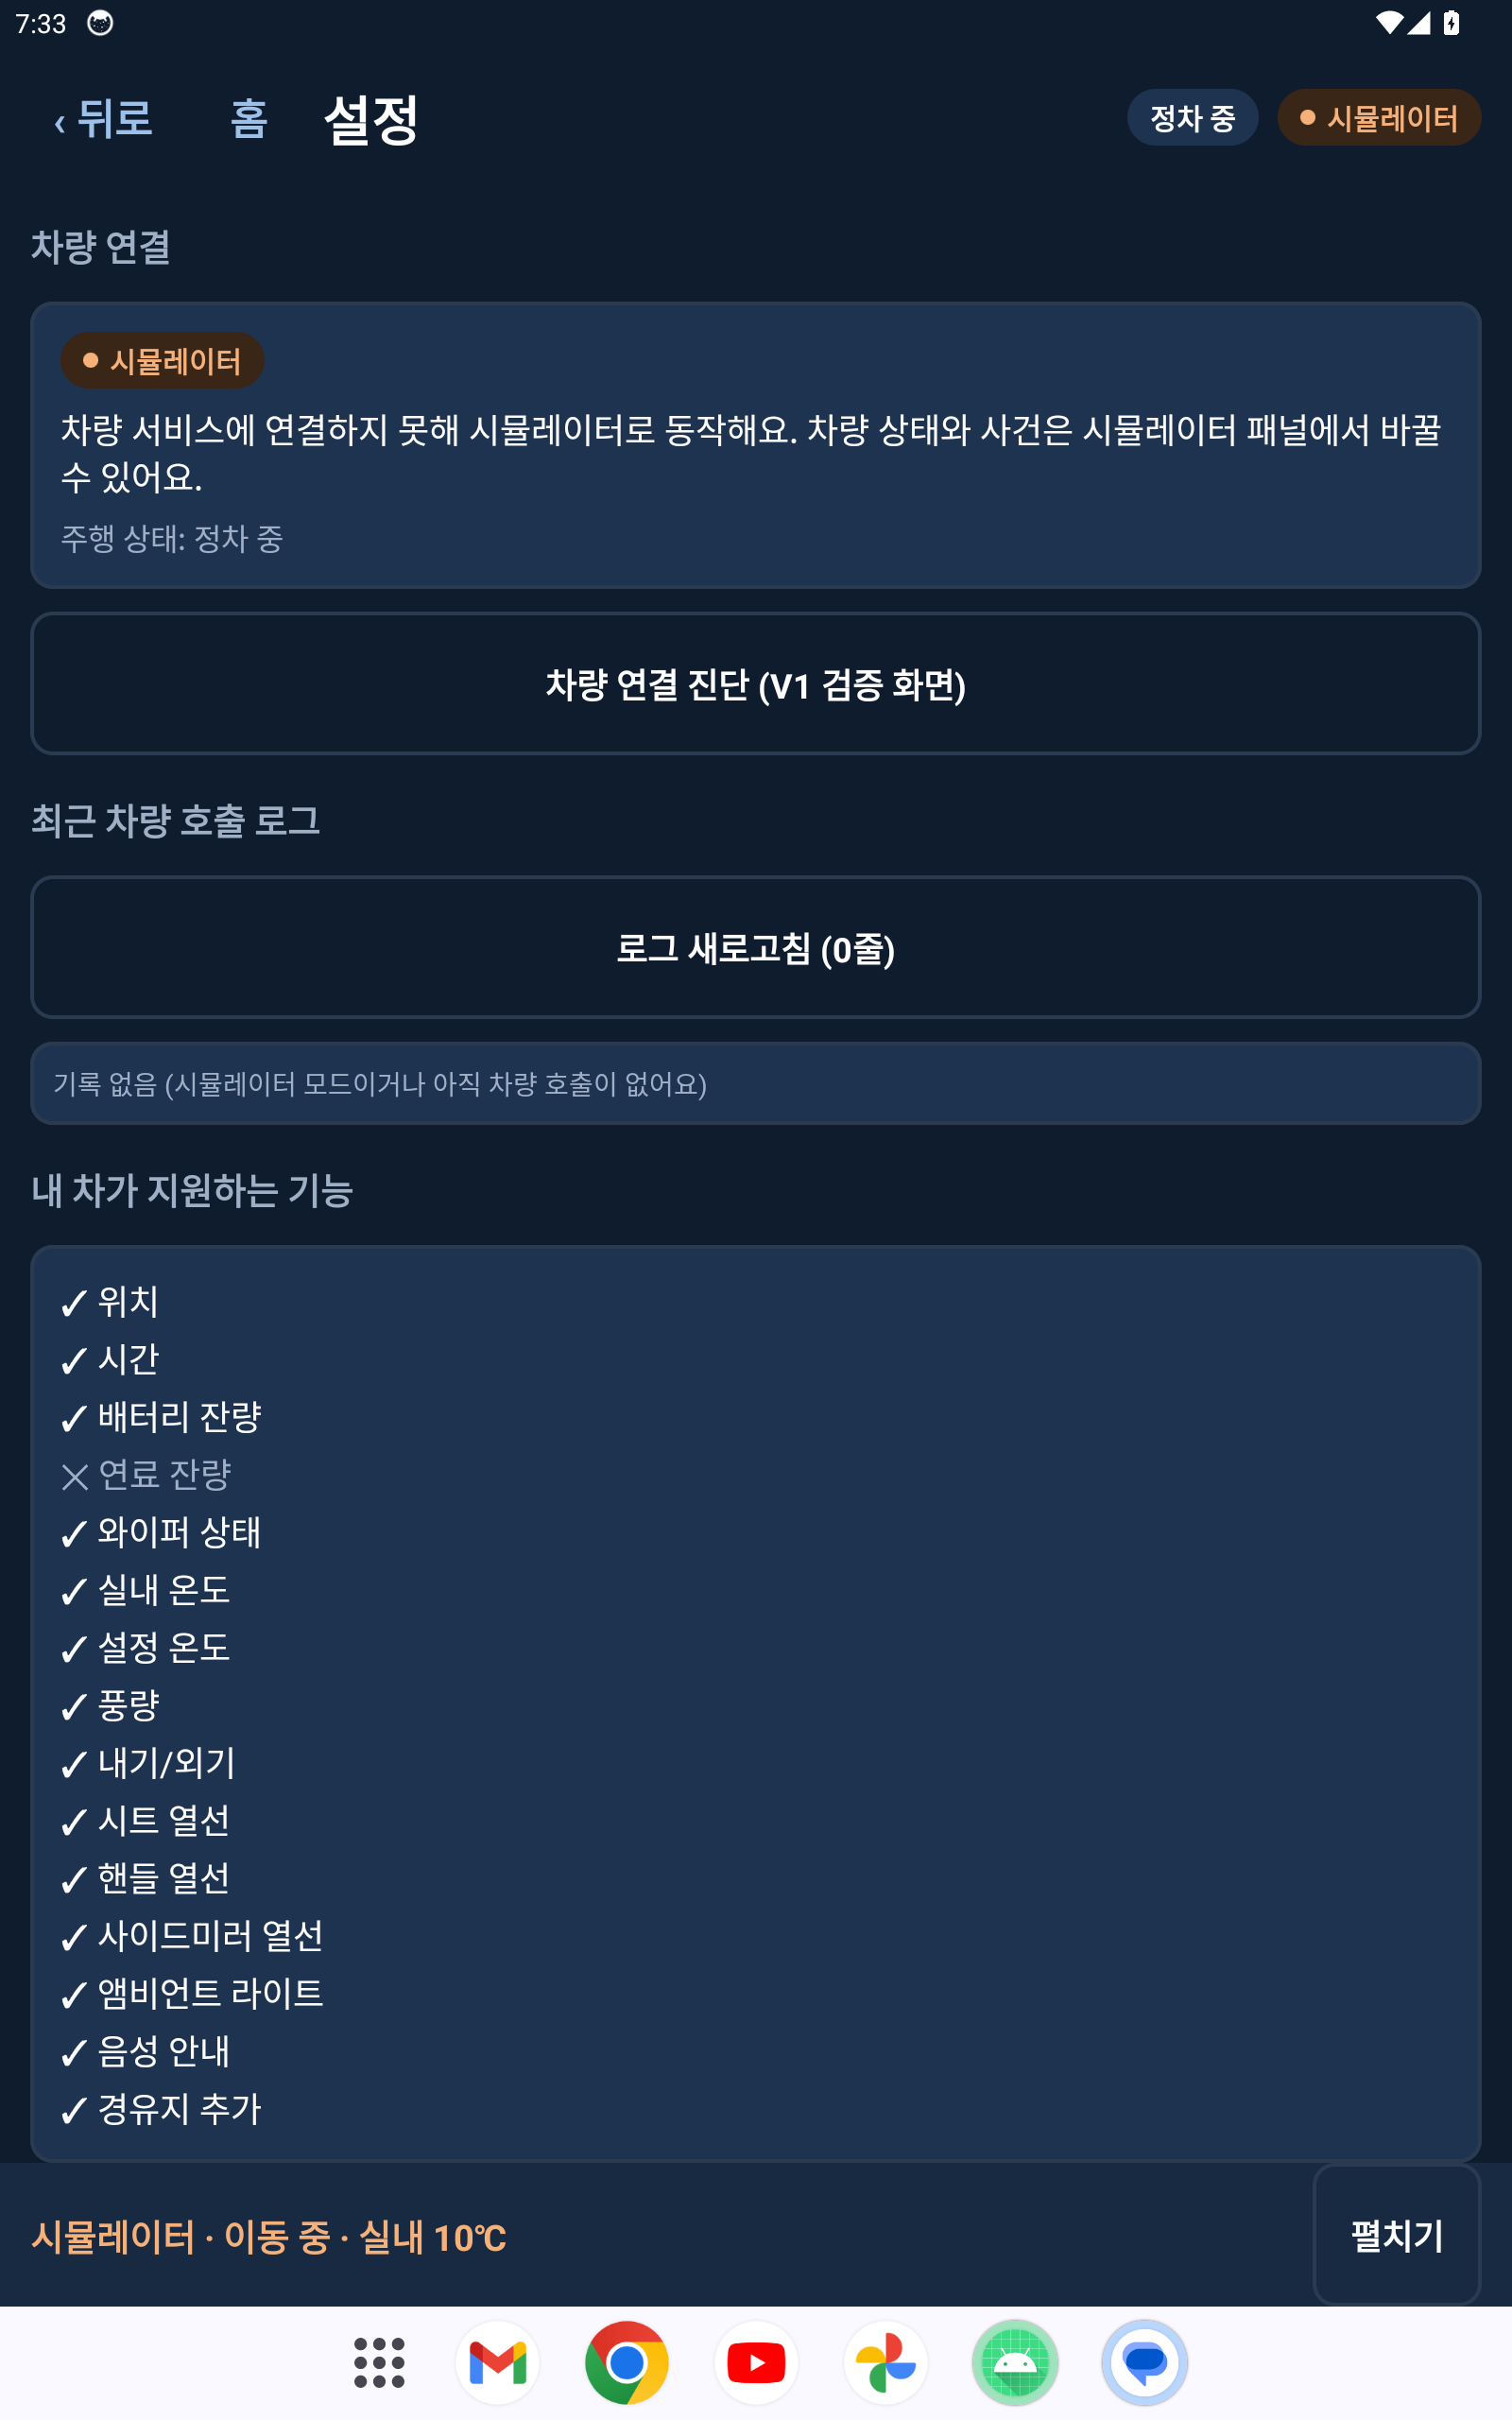 7:33
‹ 뒤로
홈
설정
정차 중
시뮬레이터
차량 연결
시뮬레이터
차량 서비스에 연결하지 못해 시뮬레이터로 동작해요. 차량 상태와 사건은 시뮬레이터 패널에서 바꿀
수 있어요.
주행 상태: 정차 중
차량 연결 진단 (V1 검증 화면)
최근 차량 호출 로그
로그 새로고침 (0줄)
기록 없음 (시뮬레이터 모드이거나 아직 차량 호출이 없어요)
내 차가 지원하는 기능
✓ 위치
✓ 시간
✓ 배터리 잔량
✕ 연료 잔량
✓ 와이퍼 상태
✓ 실내 온도
✓ 설정 온도
✓ 풍량
✓ 내기/외기
✓ 시트 열선
✓ 핸들 열선
✓ 사이드미러 열선
✓ 앰비언트 라이트
✓ 음성 안내
✓ 경유지 추가
시뮬레이터 · 이동 중 · 실내 10℃
펼치기